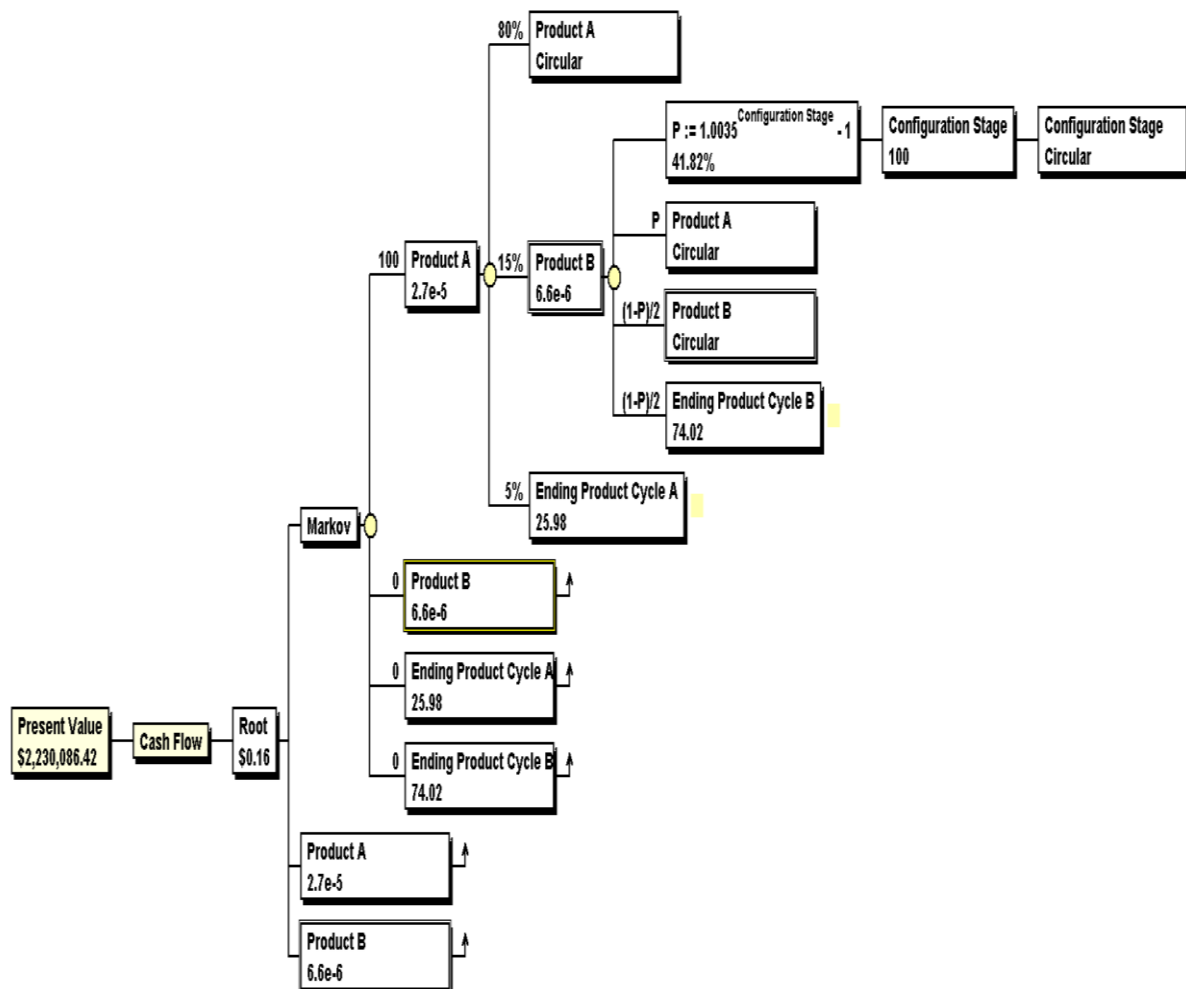 80%
Product A
Circular
P := 1.0035^Configuration Stage - 1
41.82%
Configuration Stage
100
Configuration Stage
Circular
P
Product A
Circular
100
Product A
2.7e-5
15%
Product B
6.6e-6
(1-P)/2
Product B
Circular
(1-P)/2
Ending Product Cycle B
74.02
5%
Ending Product Cycle A
25.98
Markov
0
Product B
6.6e-6
0
Ending Product Cycle A
25.98
0
Ending Product Cycle B
74.02
Present Value
$2,230,086.42
Cash Flow
Root
$0.16
Product A
2.7e-5
Product B
6.6e-6